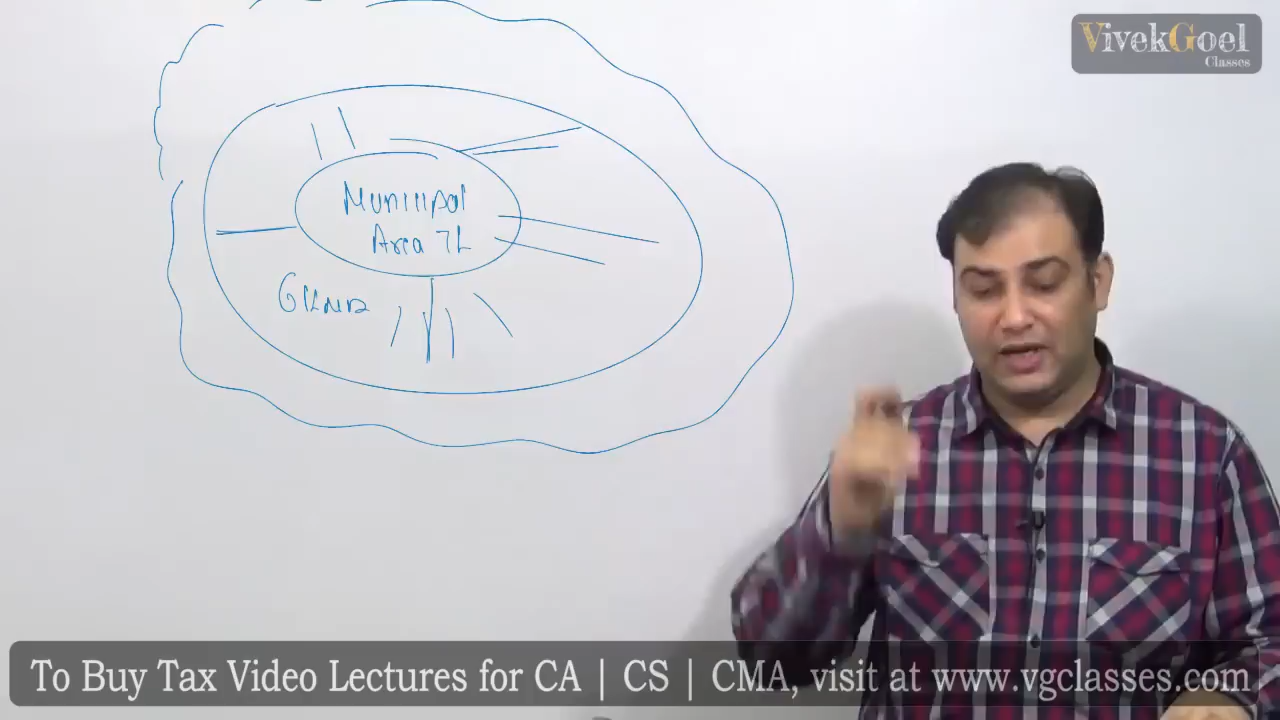 VivekGoel
Classes
Municipal
Area 7L
6KMR
To Buy Tax Video Lectures for CA | CS | CMA, visit at www.vgclasses.com